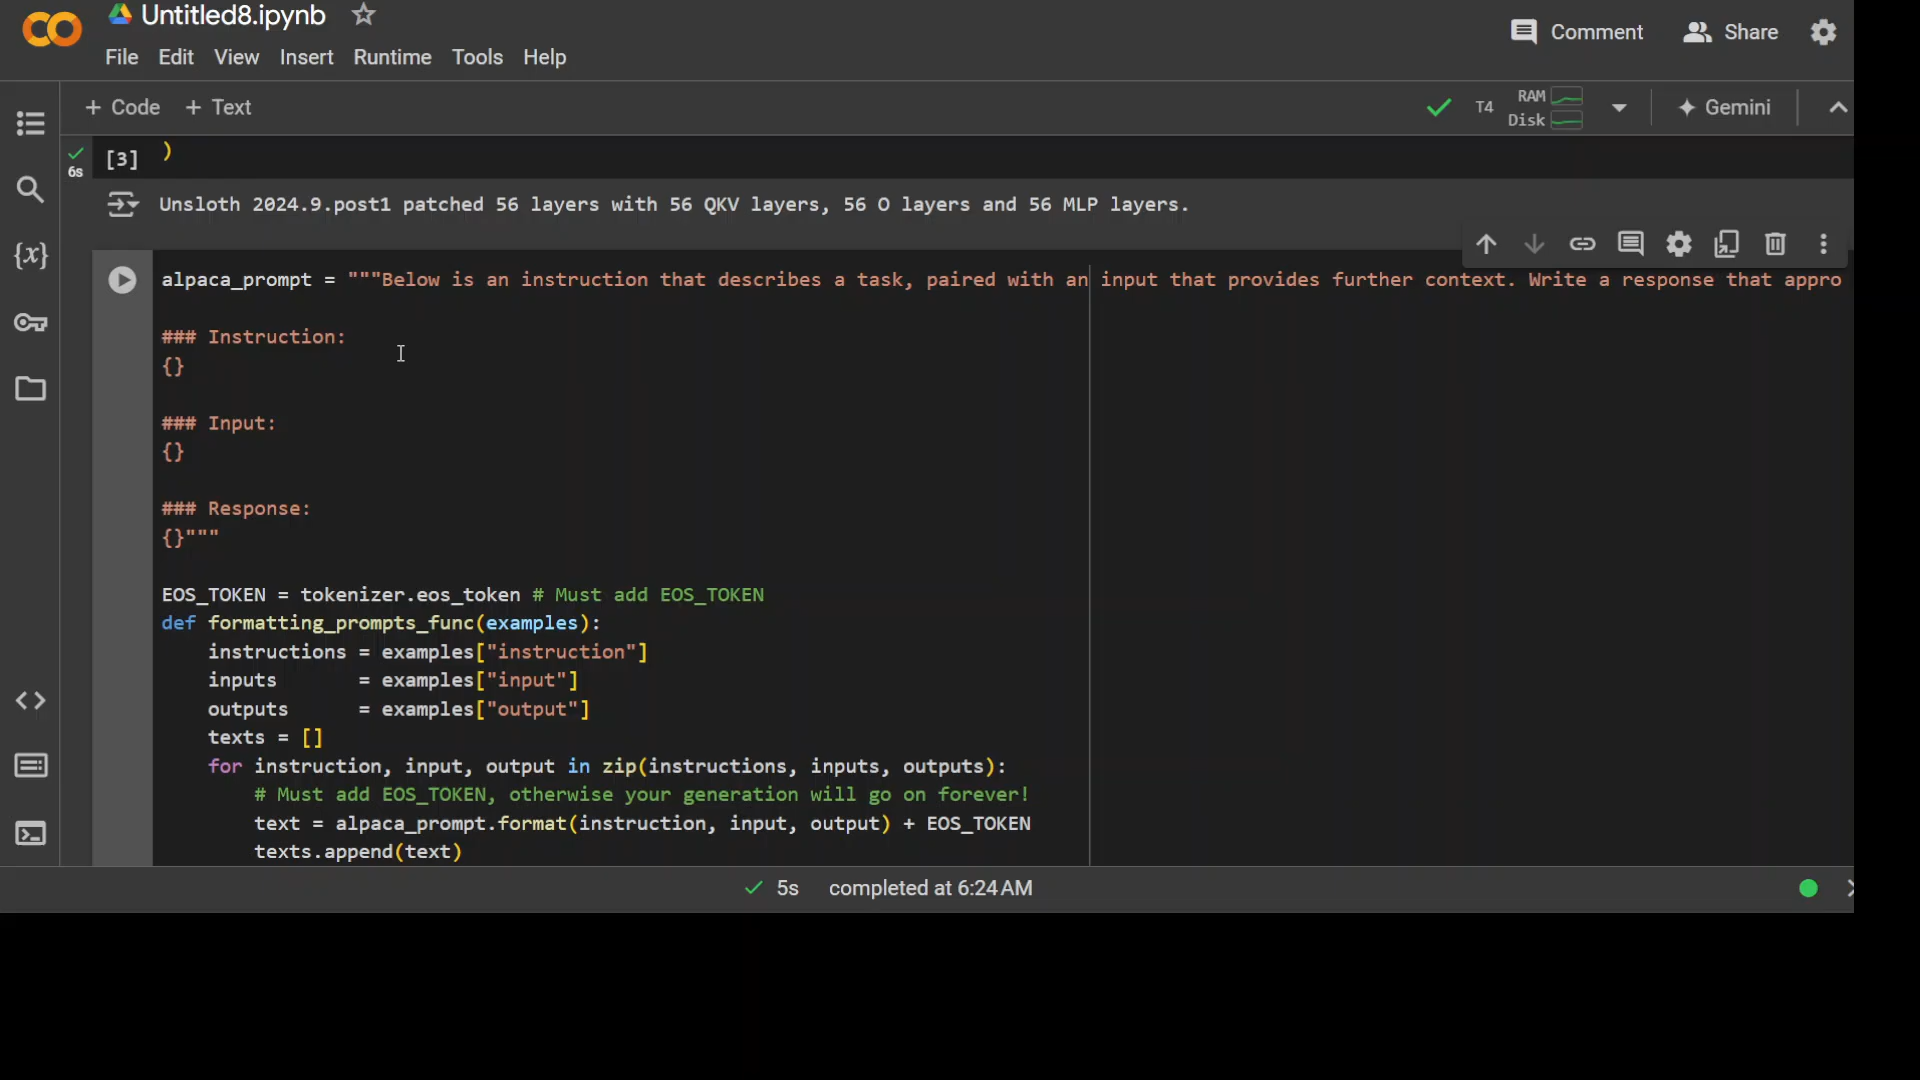 Untitled8.ipynb
Comment
Share
File Edit View Insert Runtime Tools Help
+ Code + Text
T4
RAM
Disk
Gemini
6s
[3] )
Unsloth 2024.9.post1 patched 56 layers with 56 QKV layers, 56 O layers and 56 MLP layers.
alpaca_prompt = """Below is an instruction that describes a task, paired with an input that provides further context. Write a response that appro
### Instruction:
{}
### Input:
{}
### Response:
{}"""
EOS_TOKEN = tokenizer.eos_token # Must add EOS_TOKEN
def formatting_prompts_func(examples):
    instructions = examples["instruction"]
    inputs       = examples["input"]
    outputs      = examples["output"]
    texts = []
    for instruction, input, output in zip(instructions, inputs, outputs):
        # Must add EOS_TOKEN, otherwise your generation will go on forever!
        text = alpaca_prompt.format(instruction, input, output) + EOS_TOKEN
        texts.append(text)
5s completed at 6:24 AM